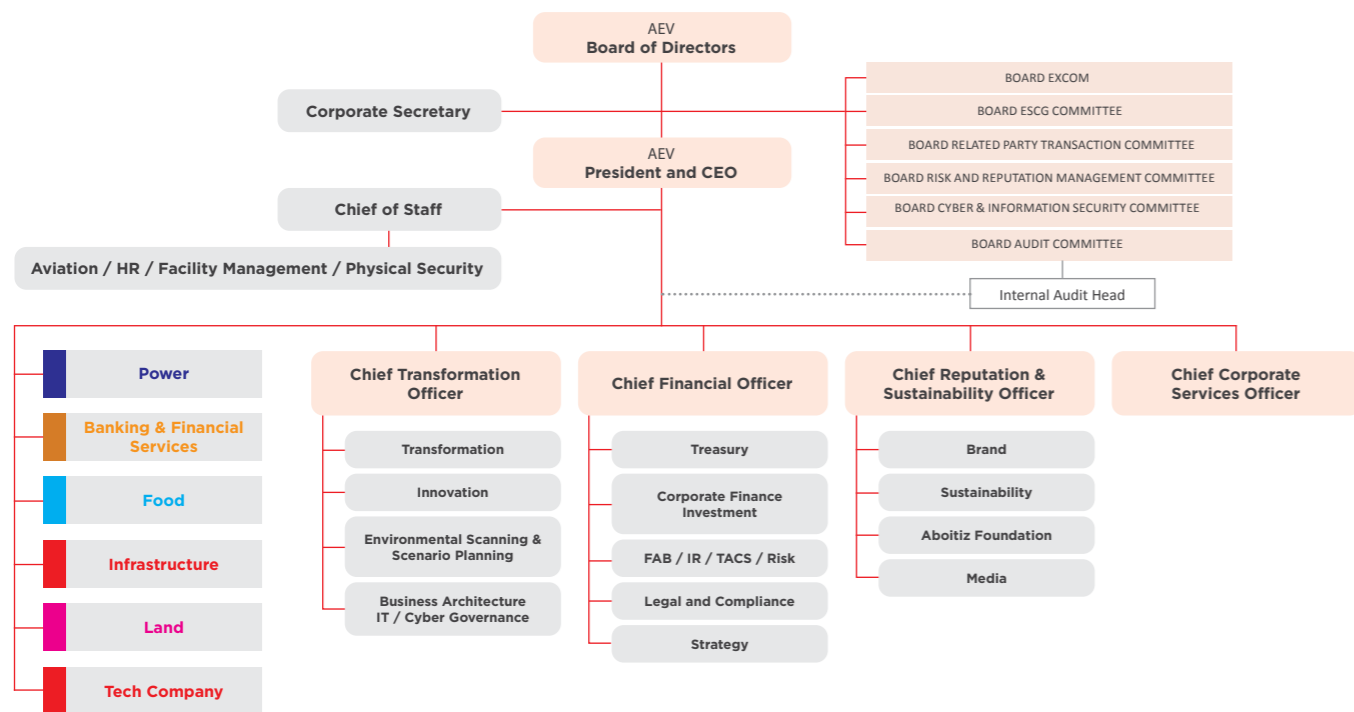 AEV
Board of Directors
Corporate Secretary
BOARD EXCOM
BOARD ESCG COMMITTEE
BOARD RELATED PARTY TRANSACTION COMMITTEE
BOARD RISK AND REPUTATION MANAGEMENT COMMITTEE
BOARD CYBER & INFORMATION SECURITY COMMITTEE
BOARD AUDIT COMMITTEE
Internal Audit Head
AEV
President and CEO
Chief of Staff
Aviation / HR / Facility Management / Physical Security
Power
Banking & Financial
Services
Food
Infrastructure
Land
Tech Company
Chief Transformation
Officer
Transformation
Innovation
Environmental Scanning &
Scenario Planning
Business Architecture
IT / Cyber Governance
Chief Financial Officer
Treasury
Corporate Finance
Investment
FAB / IR / TACS / Risk
Legal and Compliance
Strategy
Chief Reputation &
Sustainability Officer
Brand
Sustainability
Aboitiz Foundation
Media
Chief Corporate
Services Officer